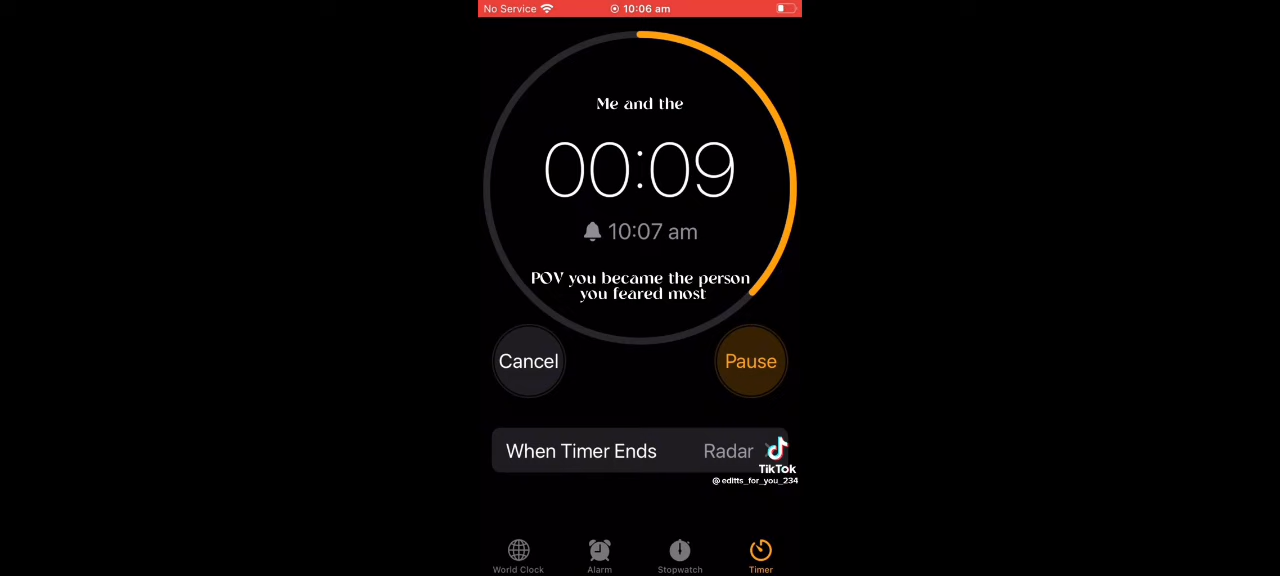 No Service 10:06 am
Me and the
00:09
10:07 am
POV you became the person
you feared most
Cancel Pause
When Timer Ends Radar
TikTok
@editts_for_you_234
World Clock Alarm Stopwatch Timer